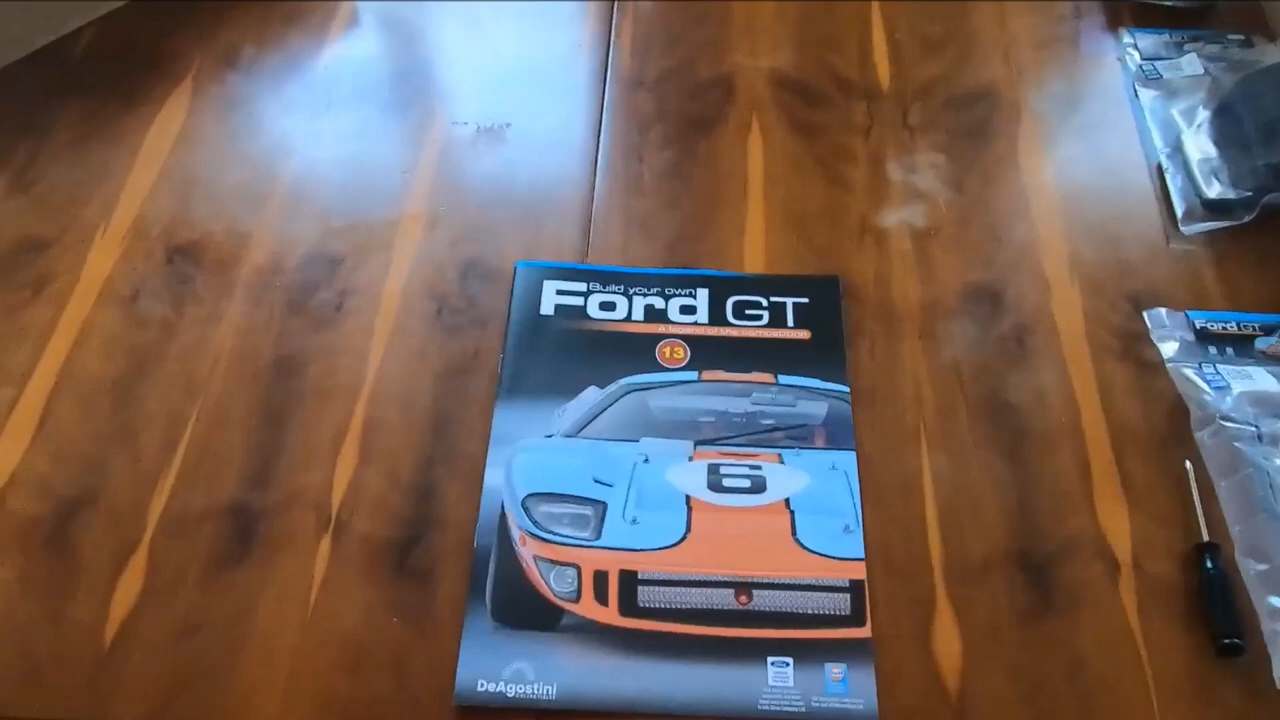 Build your own
Ford GT
A legend of the competition
13
6
DeAgostini
Ford GT